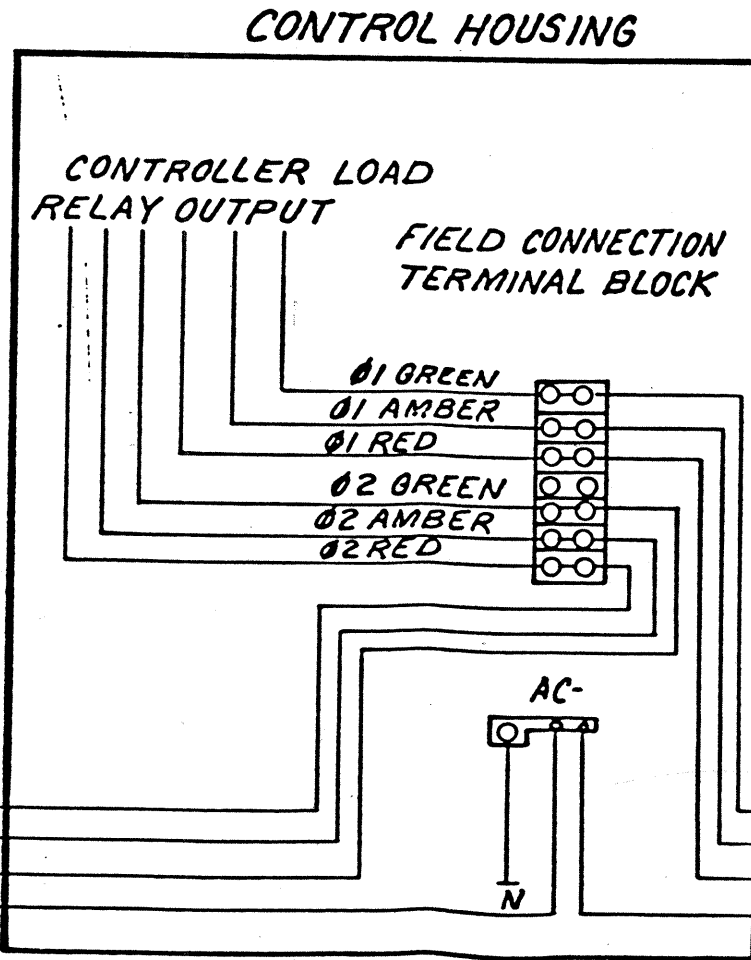 CONTROL HOUSING
CONTROLLER LOAD
RELAY OUTPUT
FIELD CONNECTION
TERMINAL BLOCK
Ø1 GREEN
Ø1 AMBER
Ø1 RED
Ø2 GREEN
Ø2 AMBER
Ø2 RED
AC-
N